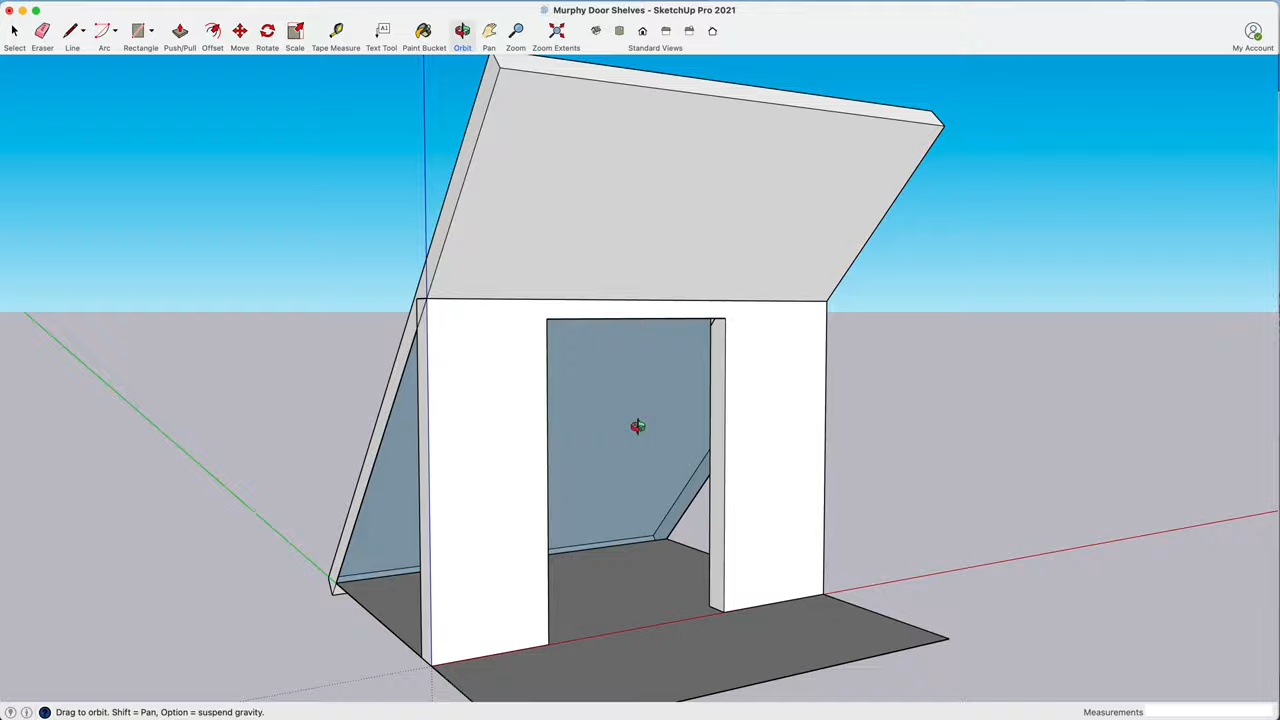 Murphy Door Shelves - SketchUp Pro 2021
Select Eraser Line Arc Rectangle Push/Pull Offset Move Rotate Scale Tape Measure Text Tool Paint Bucket Orbit Pan Zoom Zoom Extents Standard Views My Account
Drag to orbit. Shift = Pan, Option = suspend gravity. Measurements